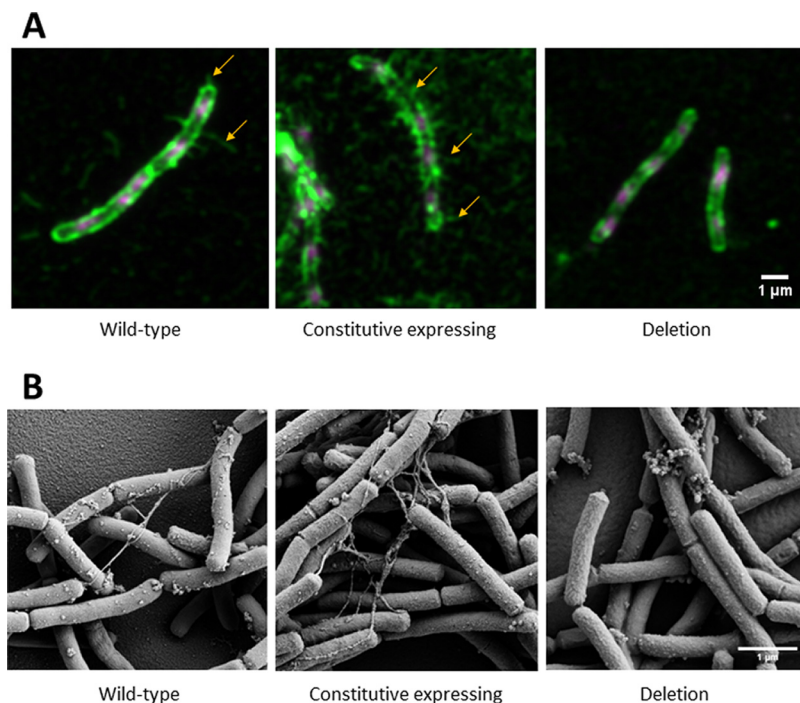 A
1 µm
Wild-type Constitutive expressing Deletion
B
1 µm
Wild-type Constitutive expressing Deletion